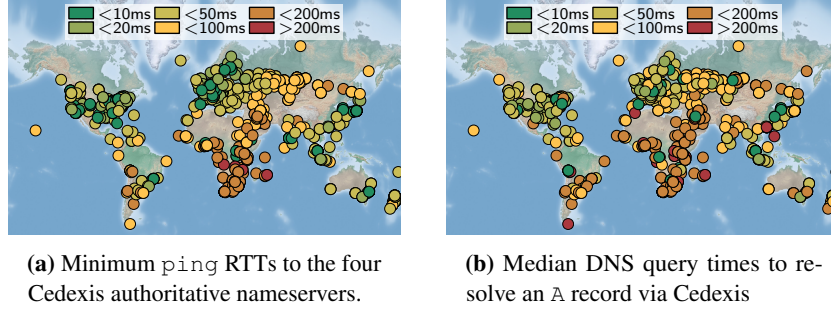 <10ms <50ms <200ms
<20ms <100ms >200ms
<10ms <50ms <200ms
<20ms <100ms >200ms
(a) Minimum ping RTTs to the four
Cedexis authoritative nameservers.
(b) Median DNS query times to re-
solve an A record via Cedexis